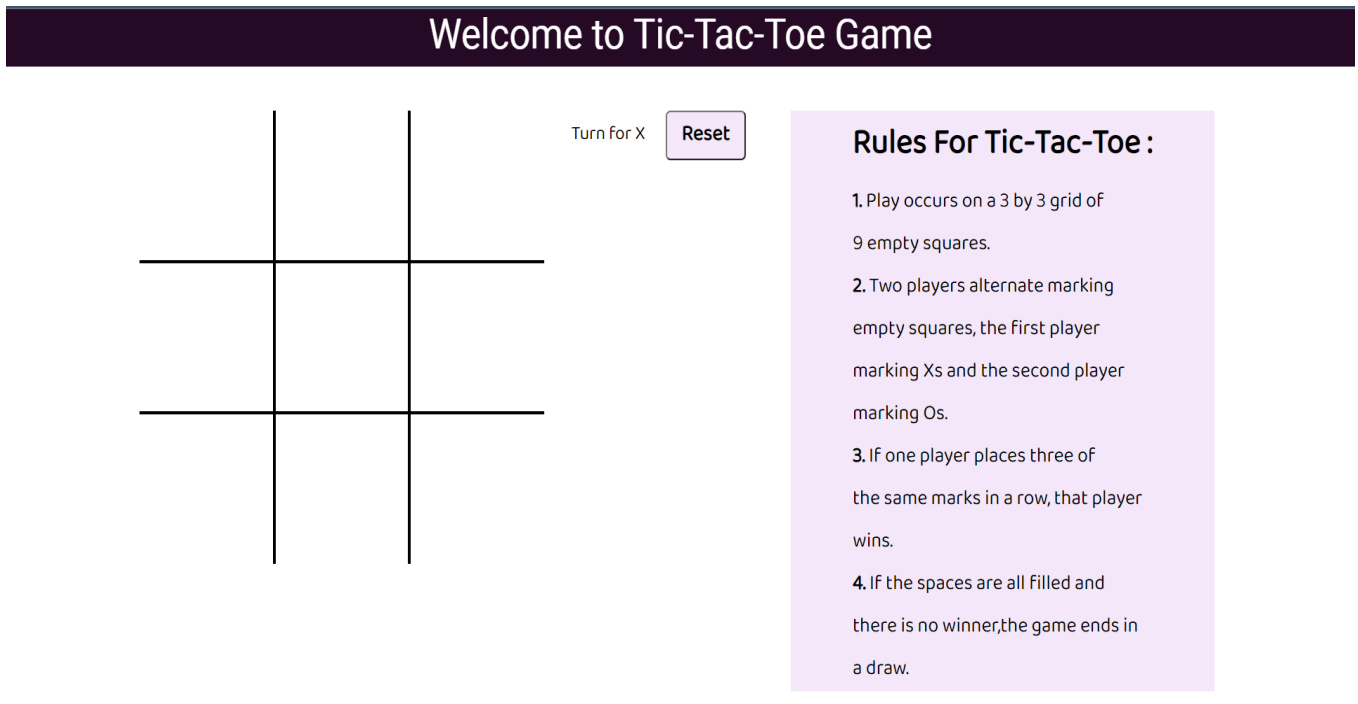 Welcome to Tic-Tac-Toe Game
Turn for X
Reset
Rules For Tic-Tac-Toe :
1. Play occurs on a 3 by 3 grid of
9 empty squares.
2. Two players alternate marking
empty squares, the first player
marking Xs and the second player
marking Os.
3. If one player places three of
the same marks in a row, that player
wins.
4. If the spaces are all filled and
there is no winner,the game ends in
a draw.